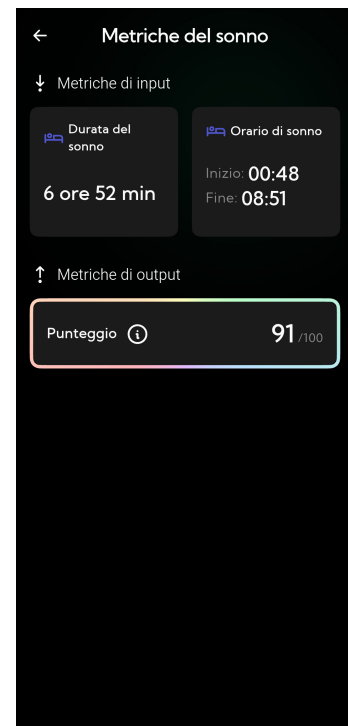 Metriche del sonno
Metriche di input
Durata del
sonno
6 ore 52 min
Orario di sonno
Inizio: 00:48
Fine: 08:51
Metriche di output
Punteggio
91 /100